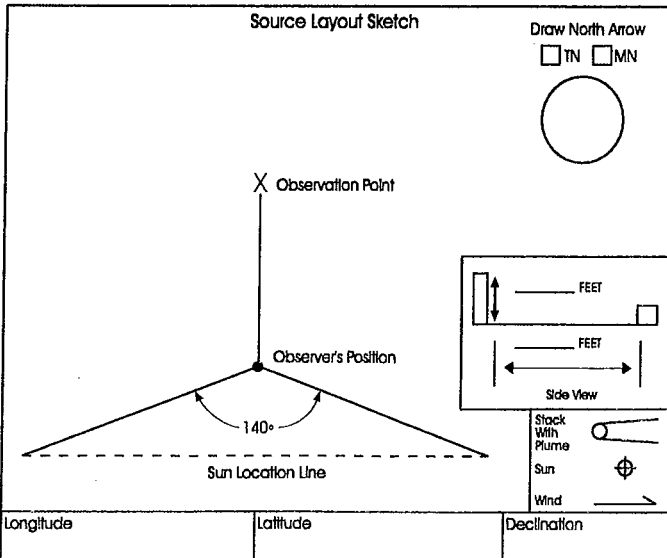 Source Layout Sketch
Draw North Arrow
TN MN
X Observation Point
FEET
Observer's Position
FEET
Side View
140°
Stack
With
Plume
Sun Location Line
Sun
Wind
Longitude
Latitude
Declination